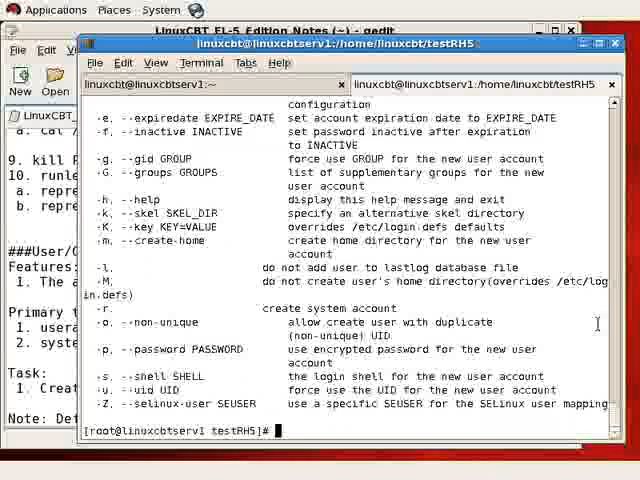 Applications Places System
LinuxCBT EL-5 Edition Notes (~) - gedit
linuxcbt@linuxcbtserv1:/home/linuxcbt/testRH5
File Edit
File Edit View Terminal Tabs Help
New Open
linuxcbt@linuxcbtserv1:~
linuxcbt@linuxcbtserv1:/home/linuxcbt/testRH5
LinuxCBT
configuration
-e, --expiredate EXPIRE_DATE set account expiration date to EXPIRE_DATE
-f, --inactive INACTIVE set password inactive after expiration
to INACTIVE
-g, --gid GROUP force use GROUP for the new user account
-G, --groups GROUPS list of supplementary groups for the new
user account
-h, --help display this help message and exit
-k, --skel SKEL_DIR specify an alternative skel directory
-K, --key KEY=VALUE overrides /etc/login.defs defaults
-m, --create-home create home directory for the new user
account
-l, do not add user to lastlog database file
-M, do not create user's home directory(overrides /etc/log
in.defs)
-r, create system account
-o, --non-unique allow create user with duplicate
(non-unique) UID
-p, --password PASSWORD use encrypted password for the new user
account
-s, --shell SHELL the login shell for the new user account
-u, --uid UID force use the UID for the new user account
-Z, --selinux-user SEUSER use a specific SEUSER for the SELinux user mapping
[root@linuxcbtserv1 testRH5]#
a. cat /
9. kill
10. runle
a. repre
b. repre
###User/
Features:
1. The a
Primary t
1. usera
2. syste
Task:
1. Creat
Note: Def